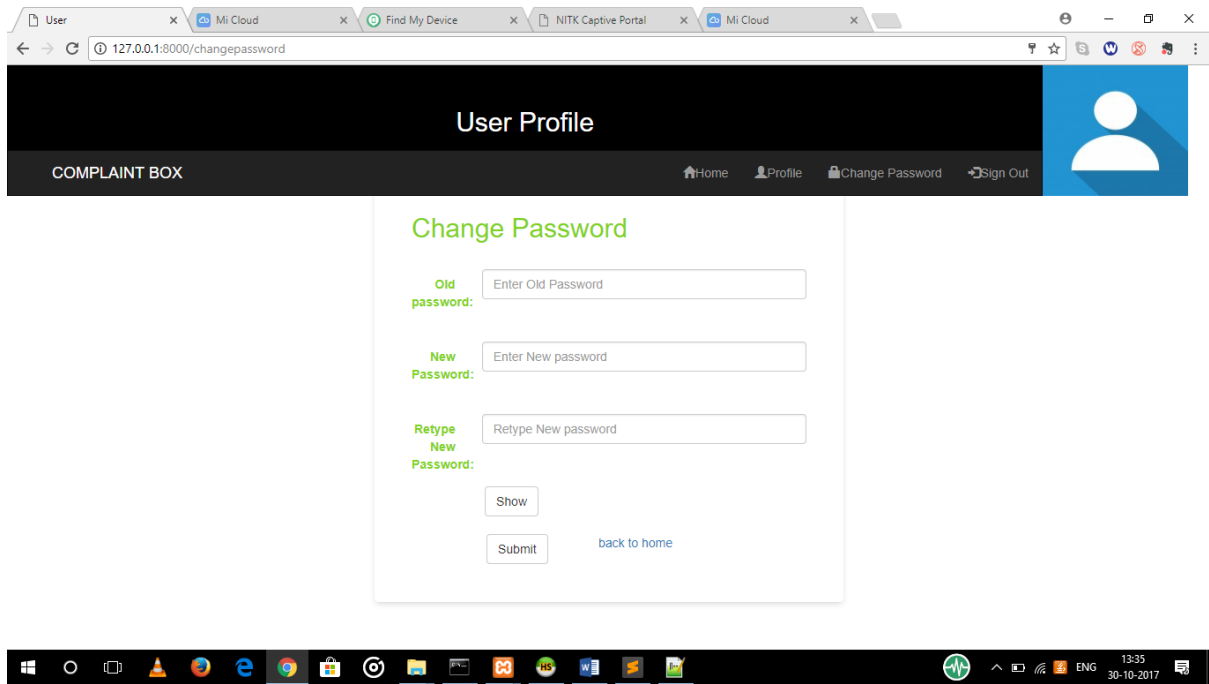 User
Mi Cloud
Find My Device
NITK Captive Portal
Mi Cloud
127.0.0.1:8000/changepassword
User Profile
COMPLAINT BOX
Home
Profile
Change Password
Sign Out
Change Password
Old
password:
Enter Old Password
New
Password:
Enter New password
Retype
New
Password:
Retype New password
Show
Submit
back to home
HS
ENG
13:35
30-10-2017